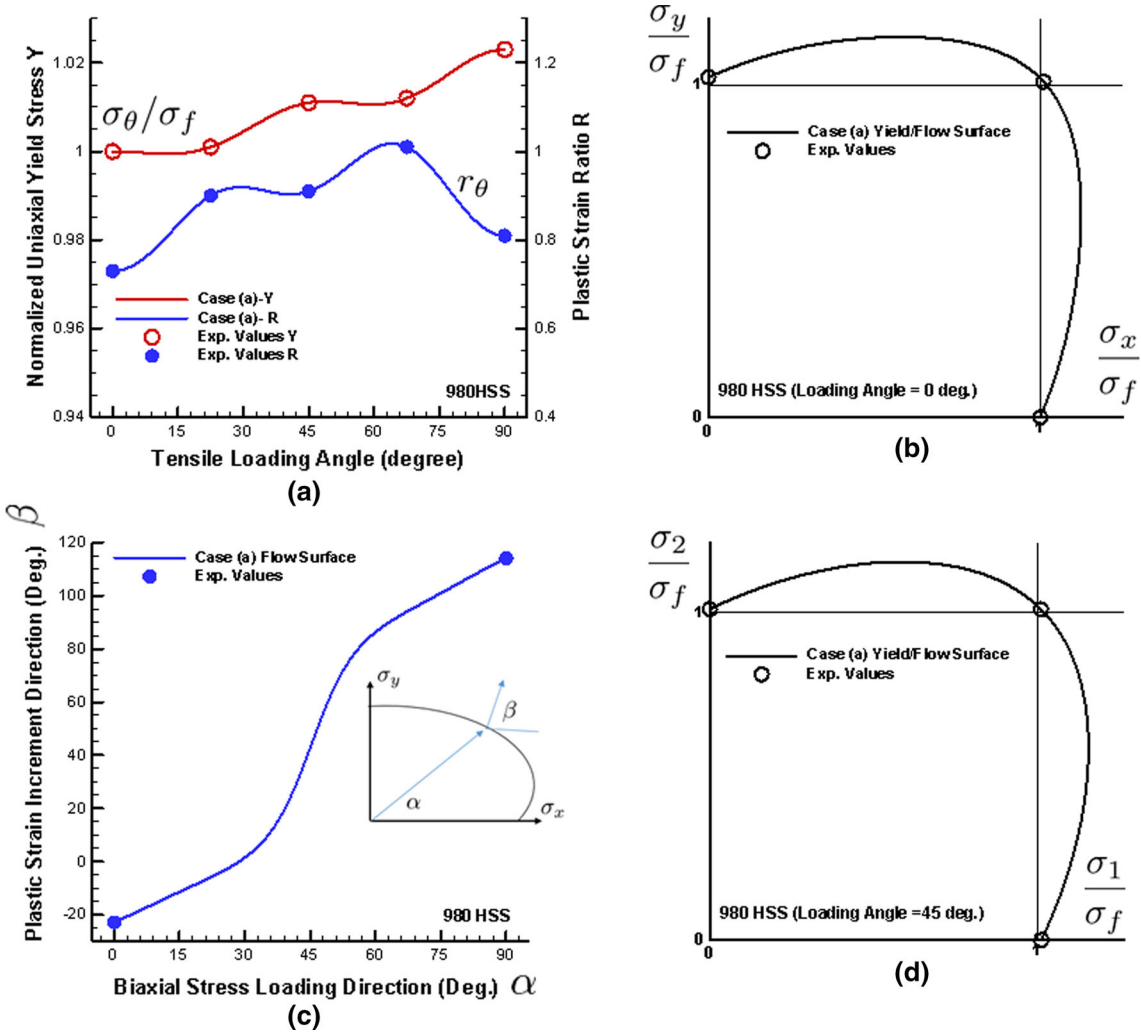 Normalized Uniaxial Yield Stress Y
1.02
1
0.98
0.96
0.94
σθ/σf
rθ
Case (a)-Y
Case (a)- R
Exp. Values Y
Exp. Values R
980HSS
1.2
1
0.8
0.6
0.4
Plastic Strain Ratio R
0 15 30 45 60 75 90
Tensile Loading Angle (degree)
(a)
σy/σf
1
Case (a) Yield/Flow Surface
Exp. Values
σx/σf
980 HSS (Loading Angle = 0 deg.)
0
0 1
(b)
β
Plastic Strain Increment Direction (Deg.)
120
100
80
60
40
20
0
-20
Case (a) Flow Surface
Exp. Values
σy
β
α
σx
980 HSS
0 15 30 45 60 75 90
Biaxial Stress Loading Direction (Deg.) α
(c)
σ2/σf
1
Case (a) Yield/Flow Surface
Exp. Values
σ1/σf
980 HSS (Loading Angle =45 deg.)
0
0 1
(d)